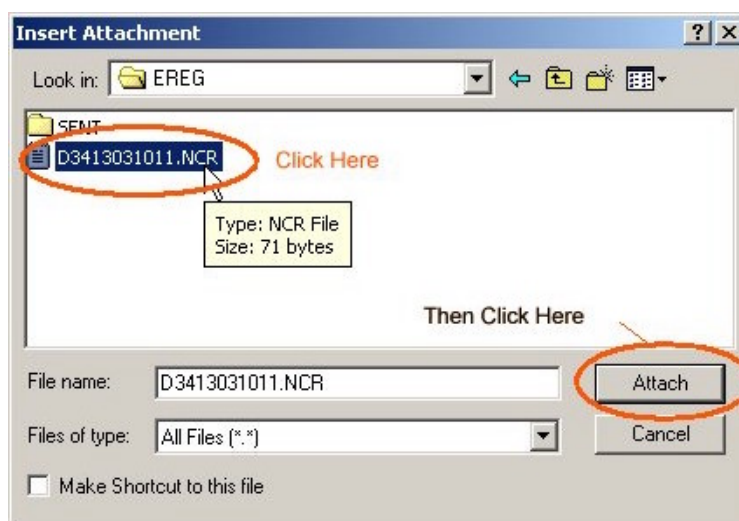 Insert Attachment
Look in: EREG
SENT
D3413031011.NCR Click Here
Type: NCR File
Size: 71 bytes
Then Click Here
File name: D3413031011.NCR Attach
Files of type: All Files (*.*) Cancel
Make Shortcut to this file